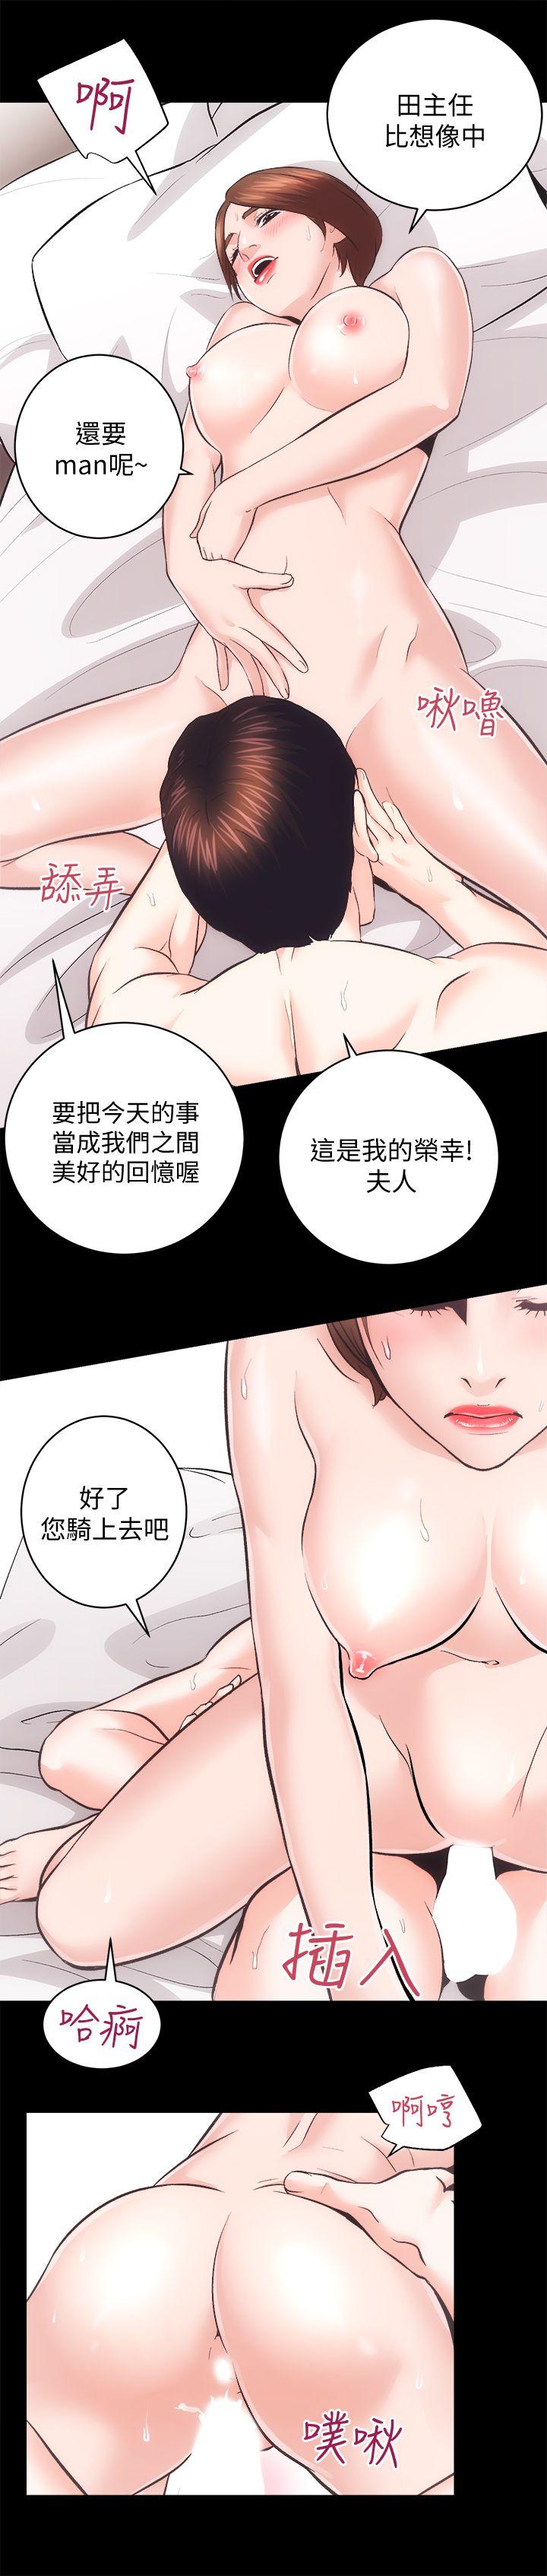 啊
田主任
比想像中
還要
man呢~
啾嚕
舔弄
要把今天的事
當成我們之間
美好的回憶喔
這是我的榮幸!
夫人
好了
您騎上去吧
插入
哈啊
啊哼
噗啾